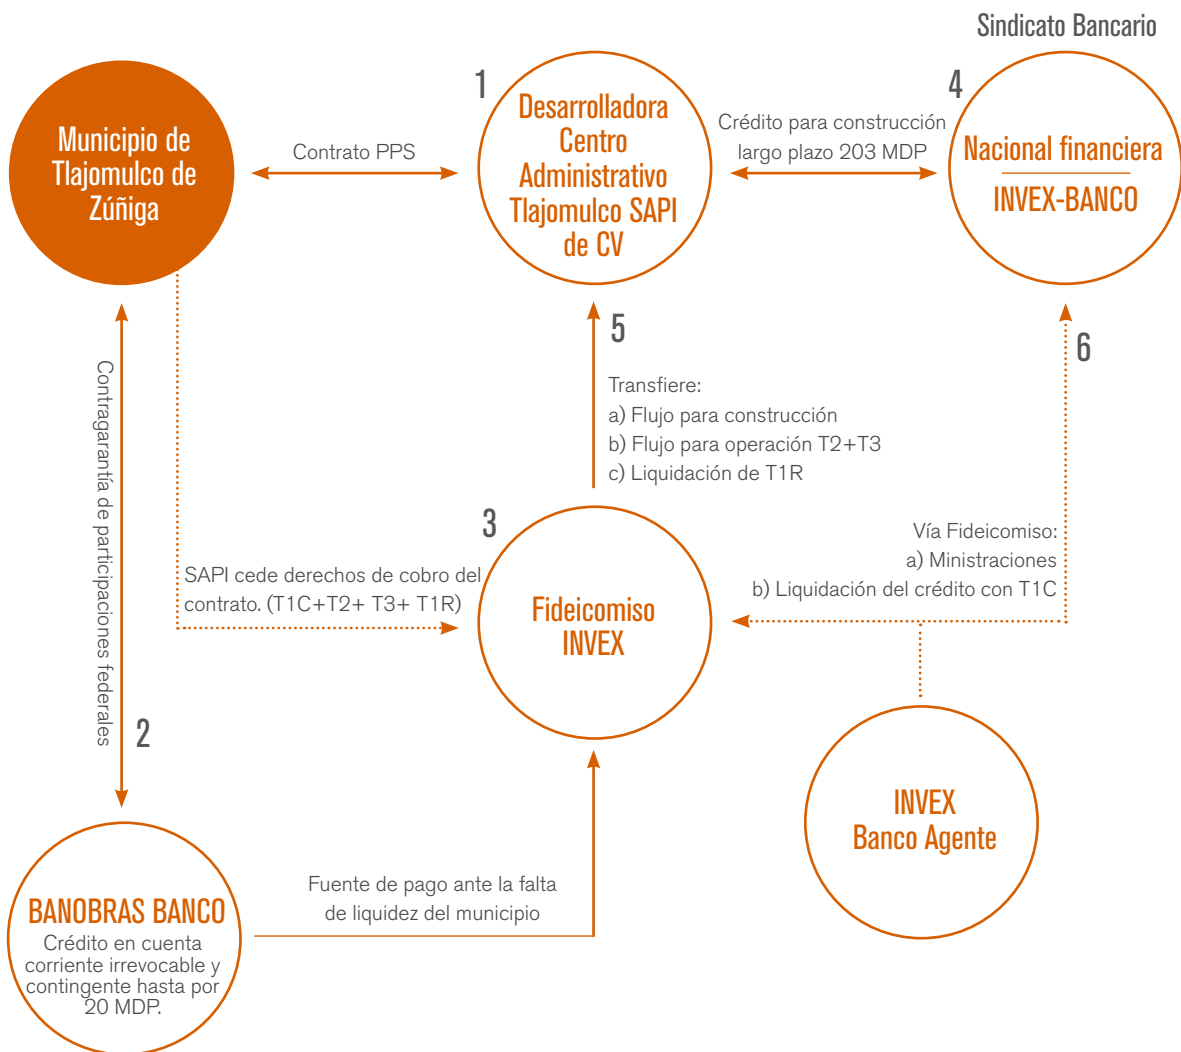 Sindicato Bancario
1
4
Municipio de
Tlajomulco de
Zúñiga
Contrato PPS
Desarrolladora
Centro
Administrativo
Tlajomulco SAPI
de CV
Crédito para construcción
largo plazo 203 MDP
Nacional financiera
INVEX-BANCO
5
6
Transfiere:
a) Flujo para construcción
b) Flujo para operación T2+T3
c) Liquidación de T1R
Contragarantía de participaciones federales
2
3
SAPI cede derechos de cobro del
contrato. (T1C+T2+ T3+ T1R)
Fideicomiso
INVEX
Vía Fideicomiso:
a) Ministraciones
b) Liquidación del crédito con T1C
INVEX
Banco Agente
BANOBRAS BANCO
Crédito en cuenta
corriente irrevocable y
contingente hasta por
20 MDP.
Fuente de pago ante la falta
de liquidez del municipio